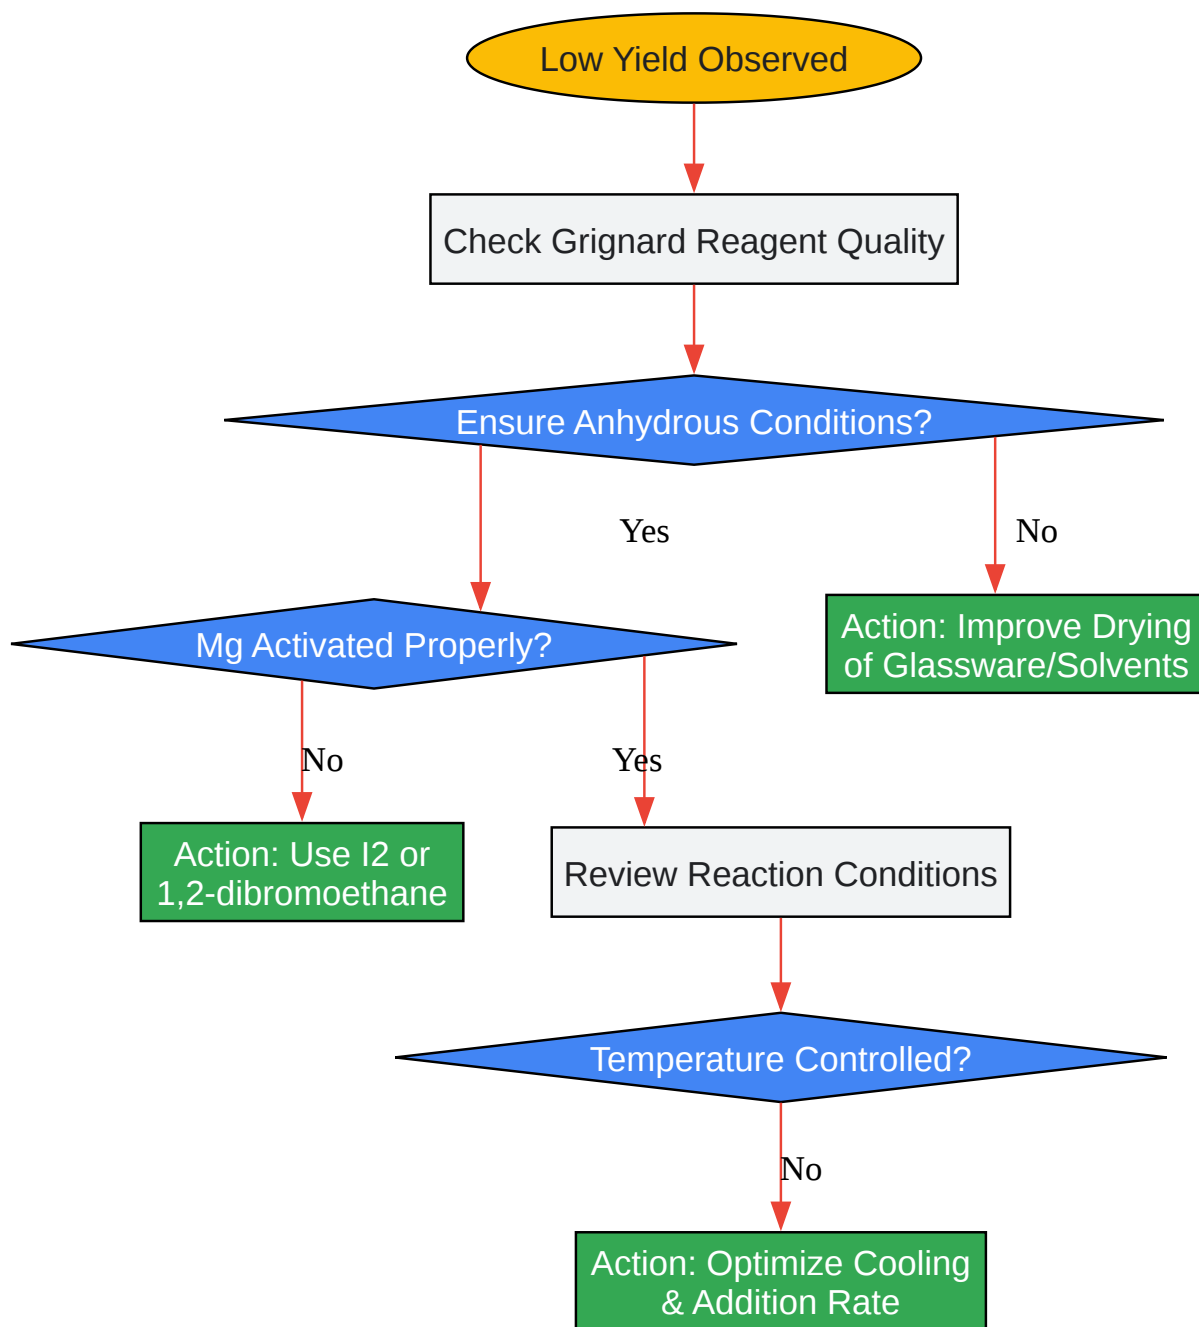 Low Yield Observed
Check Grignard Reagent Quality
Ensure Anhydrous Conditions?
Yes
No
Action: Improve Drying
of Glassware/Solvents
Mg Activated Properly?
No
Yes
Action: Use I2 or
1,2-dibromoethane
Review Reaction Conditions
Temperature Controlled?
No
Action: Optimize Cooling
& Addition Rate